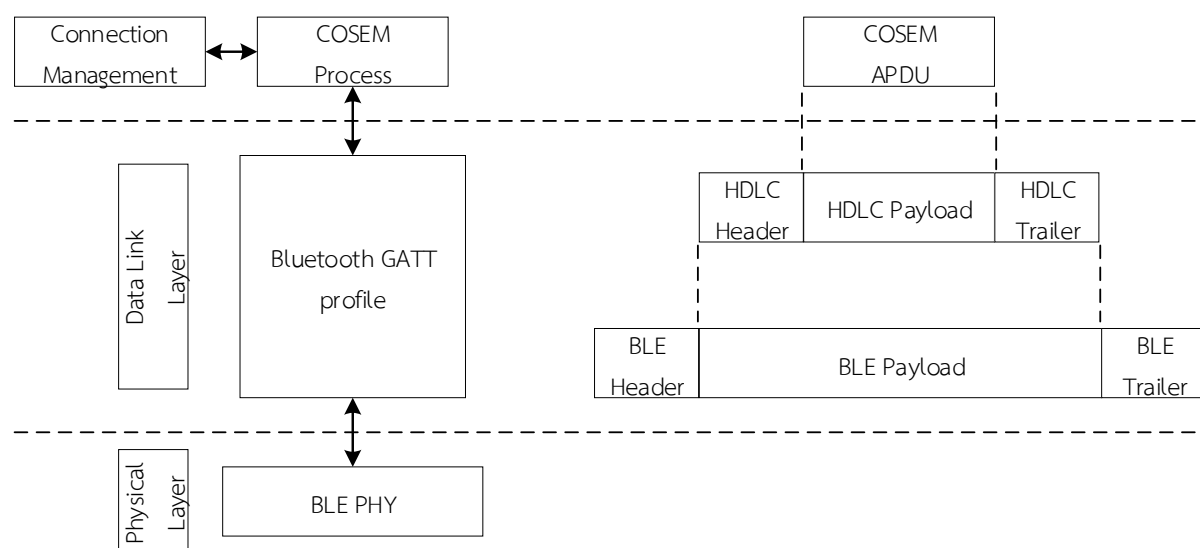 Connection
Management
COSEM
Process
COSEM
APDU
Data Link
Layer
Bluetooth GATT
profile
HDLC
Header
HDLC Payload
HDLC
Trailer
BLE
Header
BLE Payload
BLE
Trailer
Physical
Layer
BLE PHY